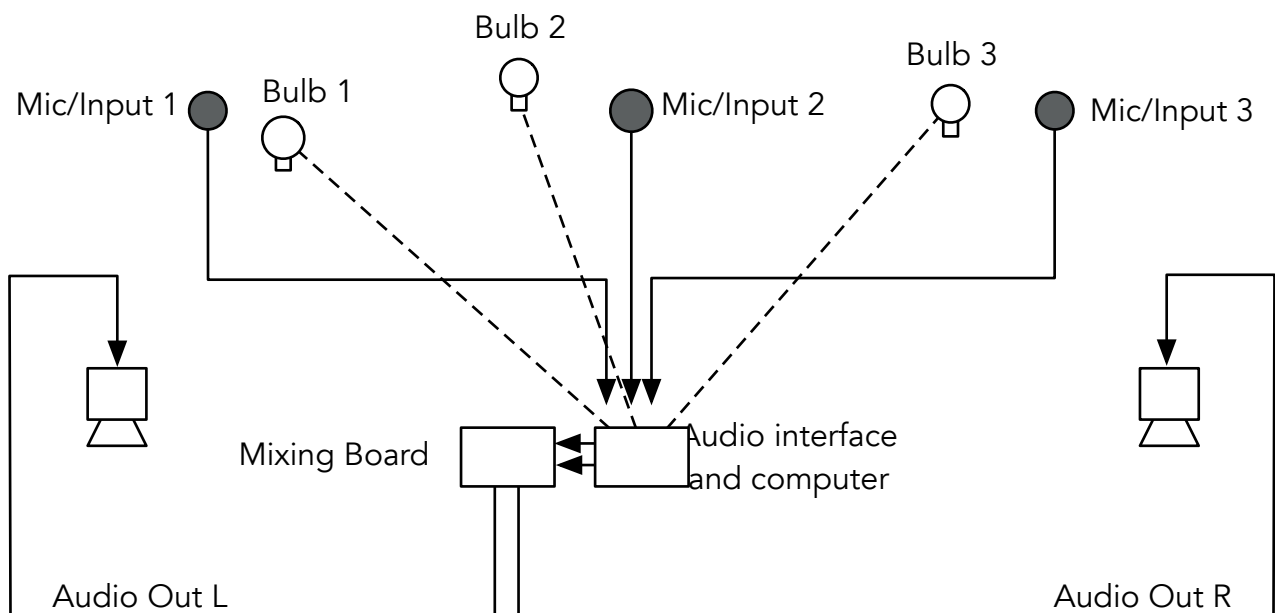 Bulb 2
Bulb 3
Bulb 1
Mic/Input 1
Mic/Input 2
Mic/Input 3
Mixing Board
Audio interface
and computer
Audio Out L
Audio Out R